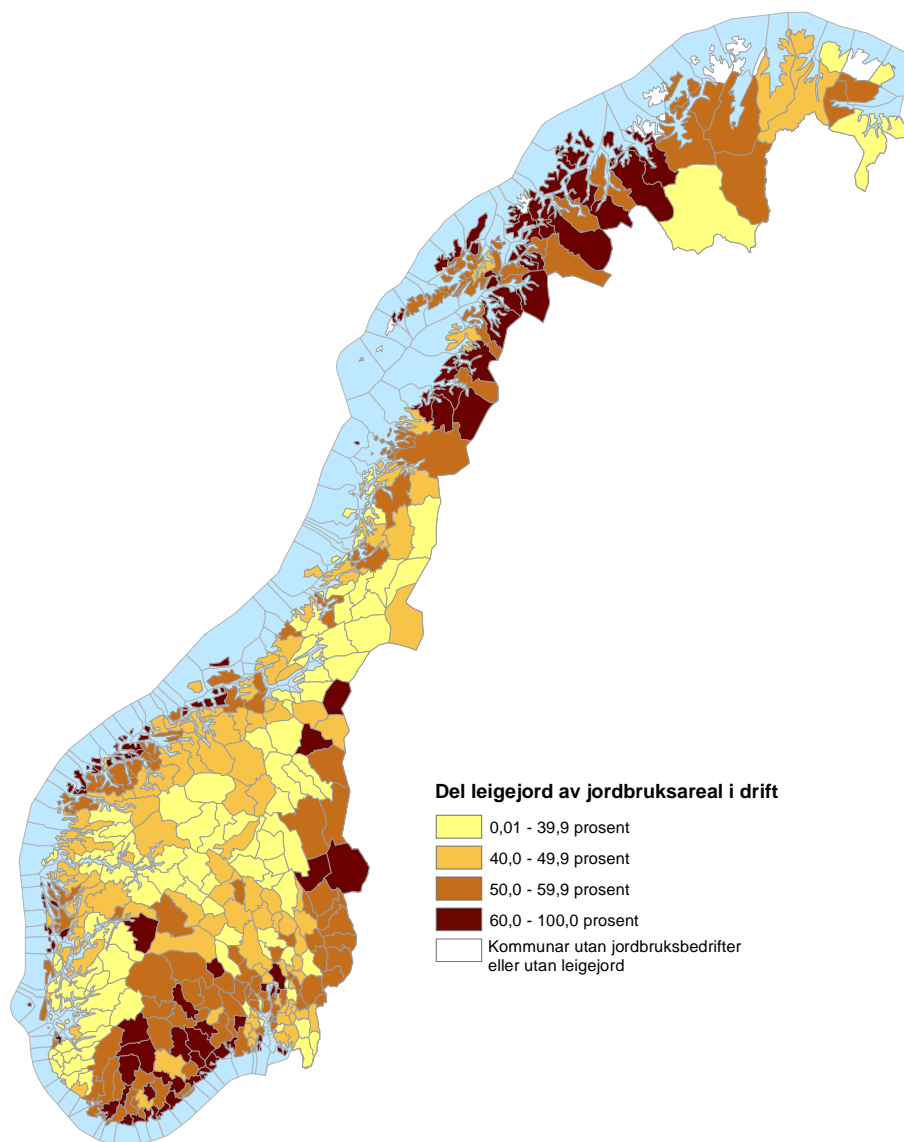 Del leigejord av jordbruksareal i drift
0,01 - 39,9 prosent
40,0 - 49,9 prosent
50,0 - 59,9 prosent
60,0 - 100,0 prosent
Kommunar utan jordbruksbedrifter
eller utan leigejord